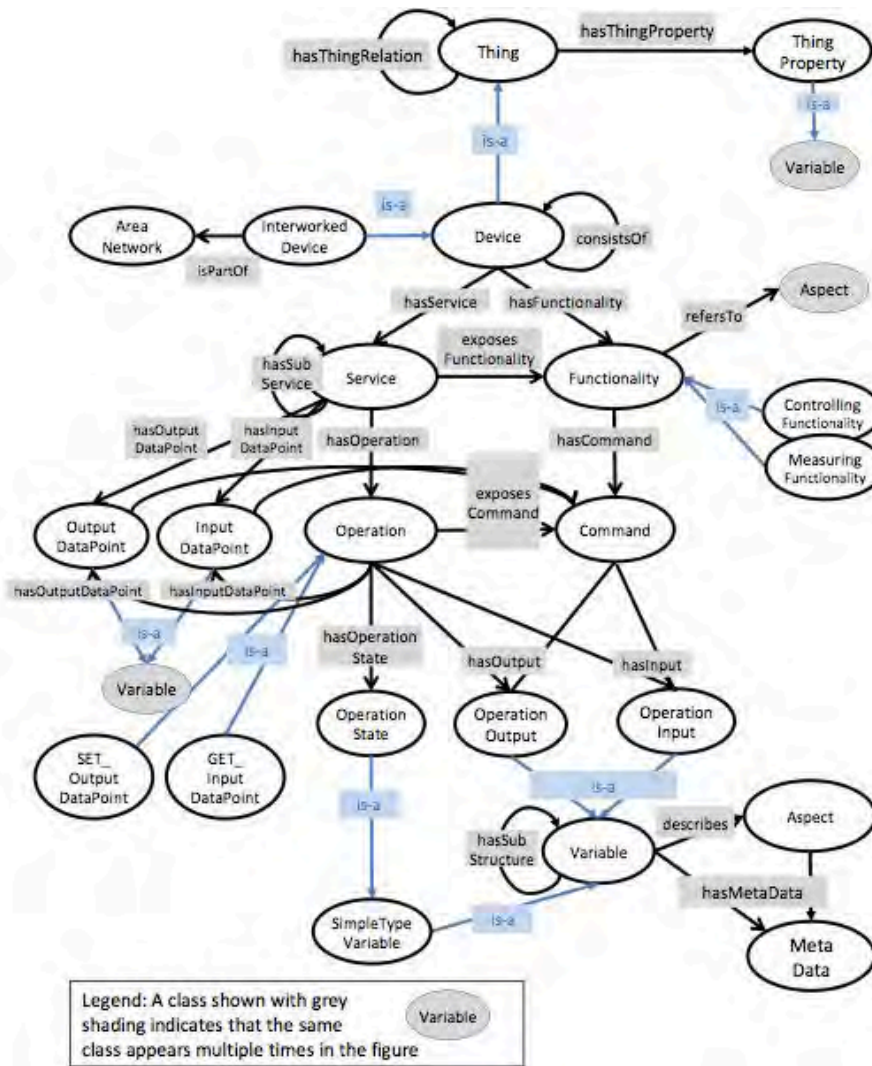 hasThingRelation
Thing
hasThingProperty
Thing
Property
is-a
is-a
Variable
Area
Network
Interworked
Device
is-a
Device
consistsOf
isPartOf
hasService
hasFunctionality
Aspect
refersTo
exposes
Functionality
hasSub
Service
Service
Functionality
is-a
Controlling
Functionality
Measuring
Functionality
hasOutput
DataPoint
hasInput
DataPoint
hasOperation
hasCommand
exposes
Command
Output
DataPoint
Input
DataPoint
Operation
Command
hasOutputDataPoint
hasInputDataPoint
is-a
is-a
hasOperation
State
hasOutput
hasInput
Variable
Operation
State
Operation
Output
Operation
Input
SET_
Output
DataPoint
GET_
Input
DataPoint
is-a
is-a
hasSub
Structure
Variable
describes
Aspect
hasMetaData
SimpleType
Variable
is-a
Meta
Data
Legend: A class shown with grey
shading indicates that the same
class appears multiple times in the figure
Variable